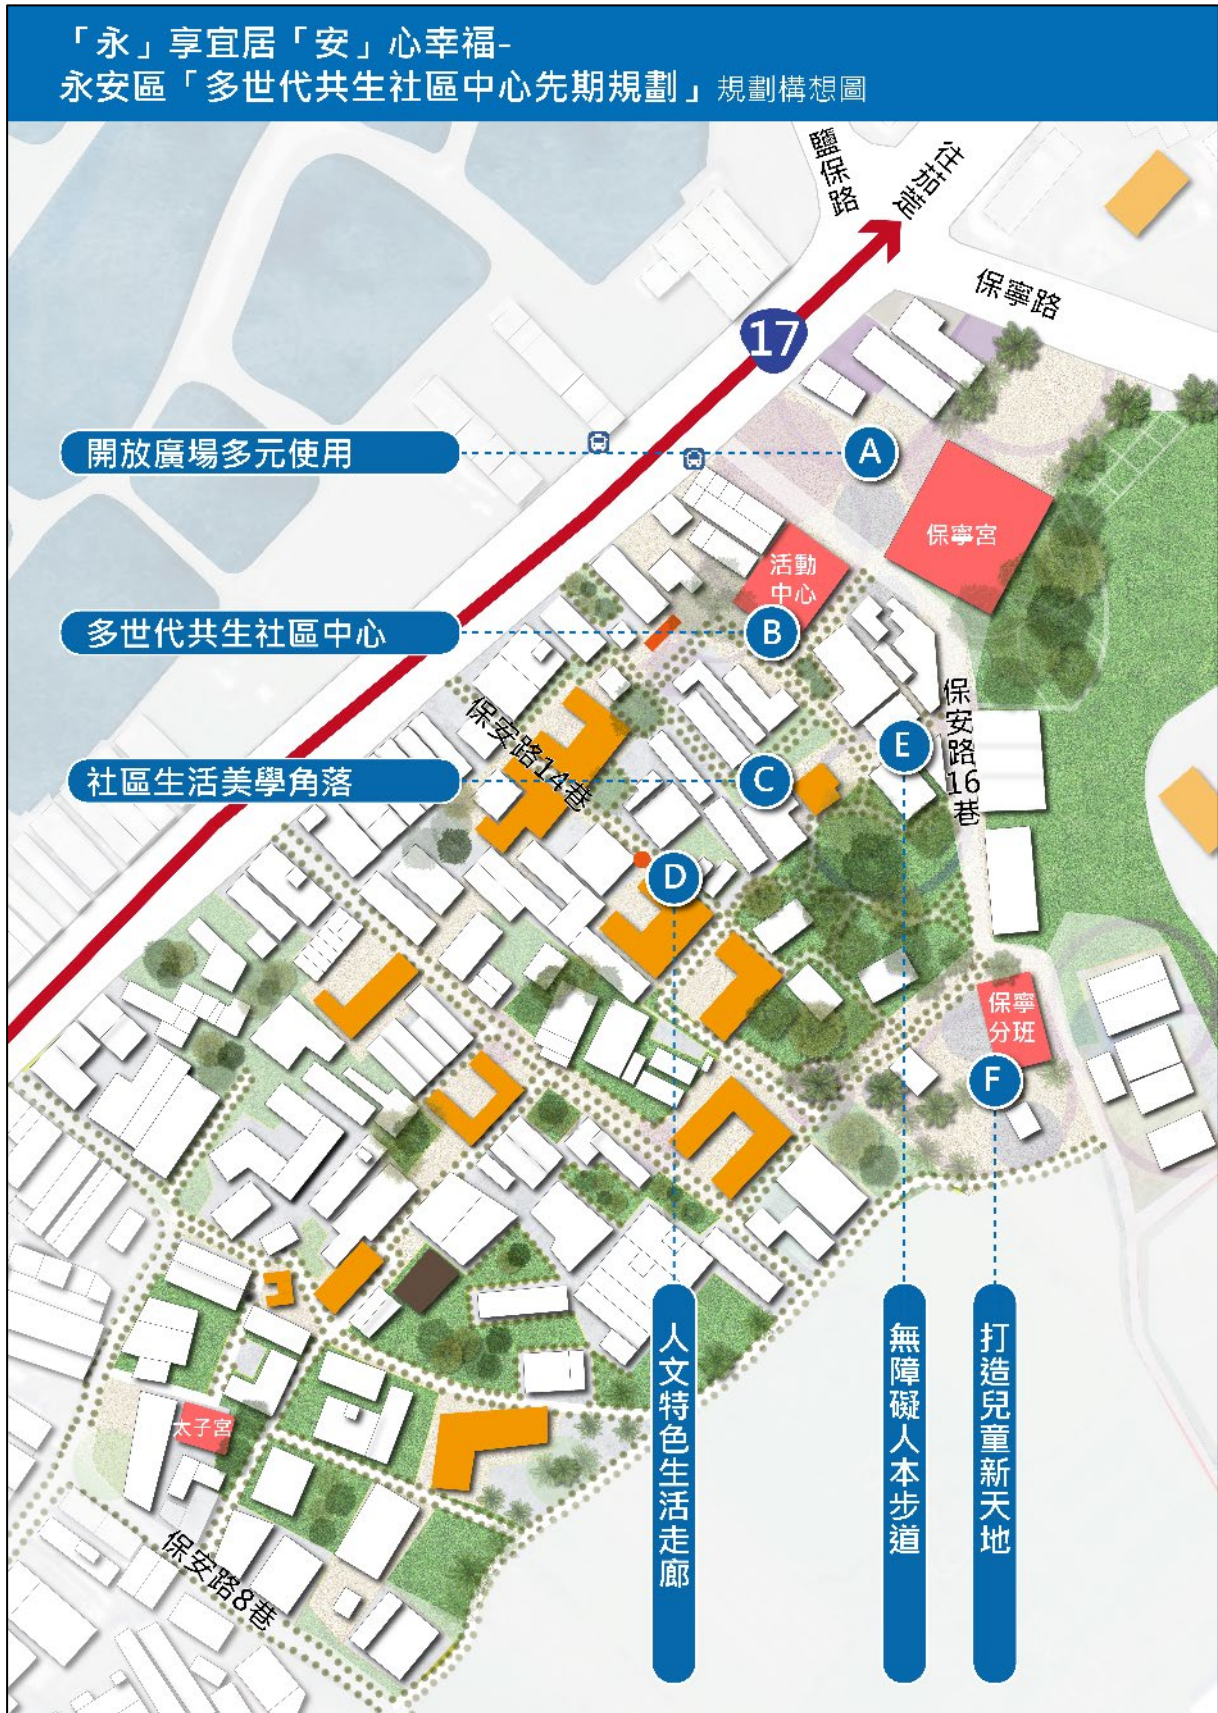 「永」享宜居「安」心幸福-
永安區「多世代共生社區中心先期規劃」規劃構想圖
鹽保路
往茄萣
保寧路
17
開放廣場多元使用
A
保寧宮
活動
中心
多世代共生社區中心
B
保安路16巷
保安路14巷
E
社區生活美學角落
C
D
保寧
分班
F
人文特色生活走廊
無障礙人本步道
打造兒童新天地
太子宮
保安路8巷